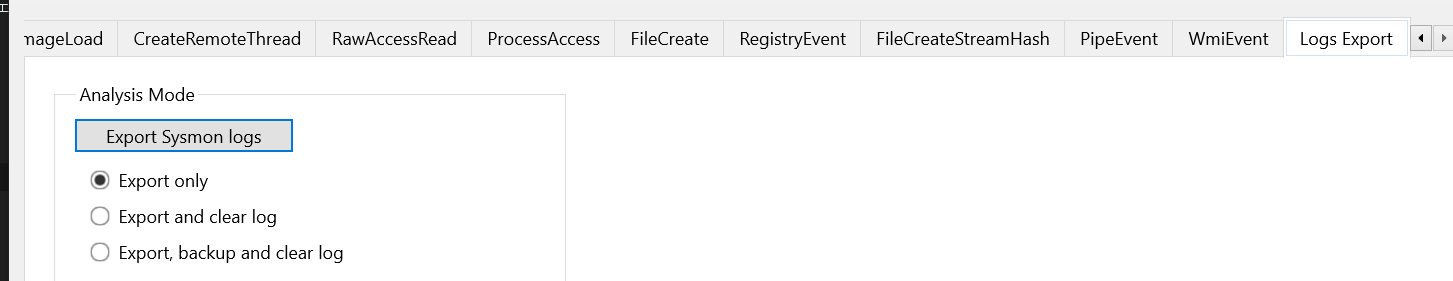 mageLoad CreateRemoteThread RawAccessRead ProcessAccess FileCreate RegistryEvent FileCreateStreamHash PipeEvent WmiEvent Logs Export
Analysis Mode
Export Sysmon logs
Export only
Export and clear log
Export, backup and clear log